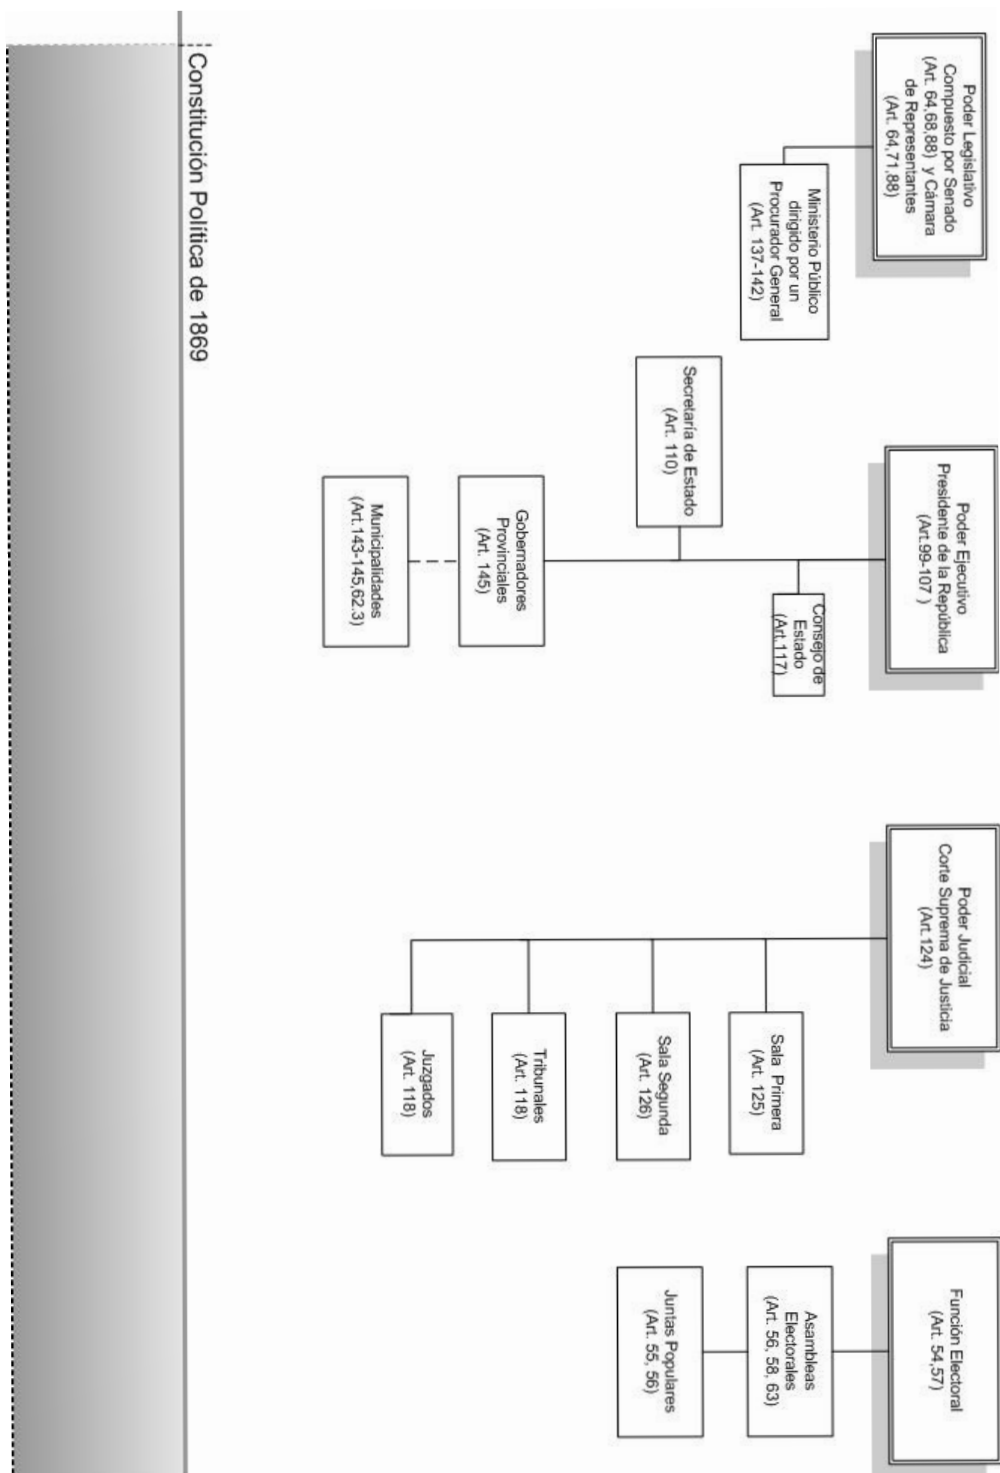 Constitución Política de 1869
Poder Legislativo
Compuesto por Senado
(Art. 64,68,88) y Cámara
de Representantes
(Art. 64,71,88)
Ministerio Público
dirigido por un
Procurador General
(Art. 137-142)
Poder Ejecutivo
Presidente de la República
(Art.99-107 )
Consejo de
Estado
(Art.117)
Secretaría de Estado
(Art. 110)
Gobernadores
Provinciales
(Art. 145)
Municipalidades
(Art.143-145,62.3)
Poder Judicial
Corte Suprema de Justicia
(Art.124)
Sala Primera
(Art. 125)
Sala Segunda
(Art. 126)
Tribunales
(Art. 118)
Juzgados
(Art. 118)
Función Electoral
(Art. 54,57)
Asambleas
Electorales
(Art. 56, 58, 63)
Juntas Populares
(Art. 55, 56)